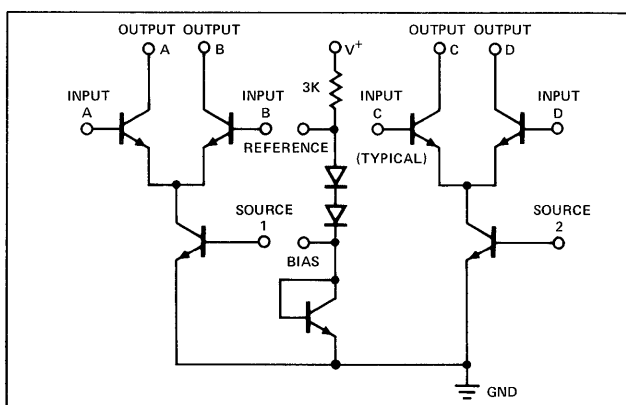 OUTPUT OUTPUT
A B
V+
OUTPUT OUTPUT
C D
3K
INPUT
A
INPUT
B
INPUT
C
INPUT
D
REFERENCE
(TYPICAL)
SOURCE
1
SOURCE
2
BIAS
GND